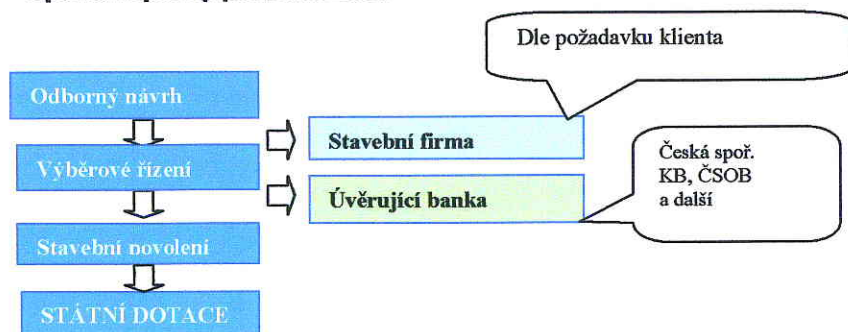 Dle požadavku klienta
Odborný návrh
Stavební firma
Výběrové řízení
Česká spoř.
KB, ČSOB
a další
Úvěrující banka
Stavební povolení
STÁTNÍ DOTACE